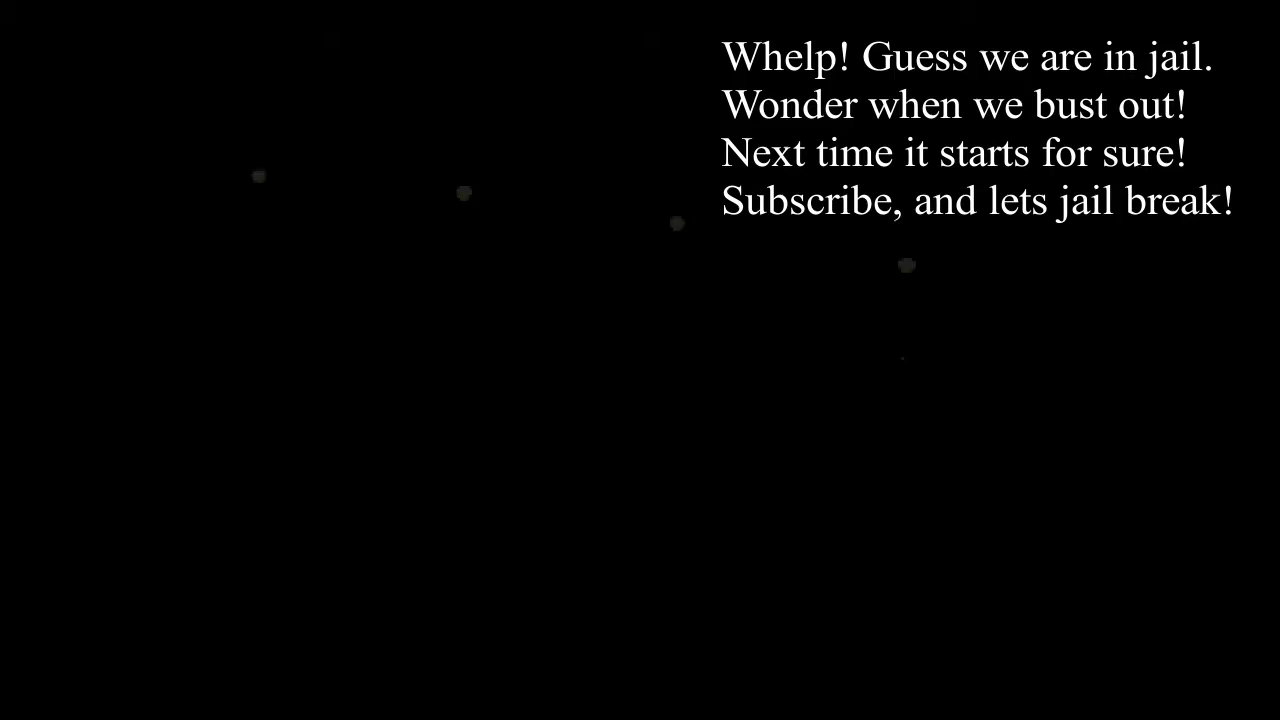 Whelp! Guess we are in jail.
Wonder when we bust out!
Next time it starts for sure!
Subscribe, and lets jail break!